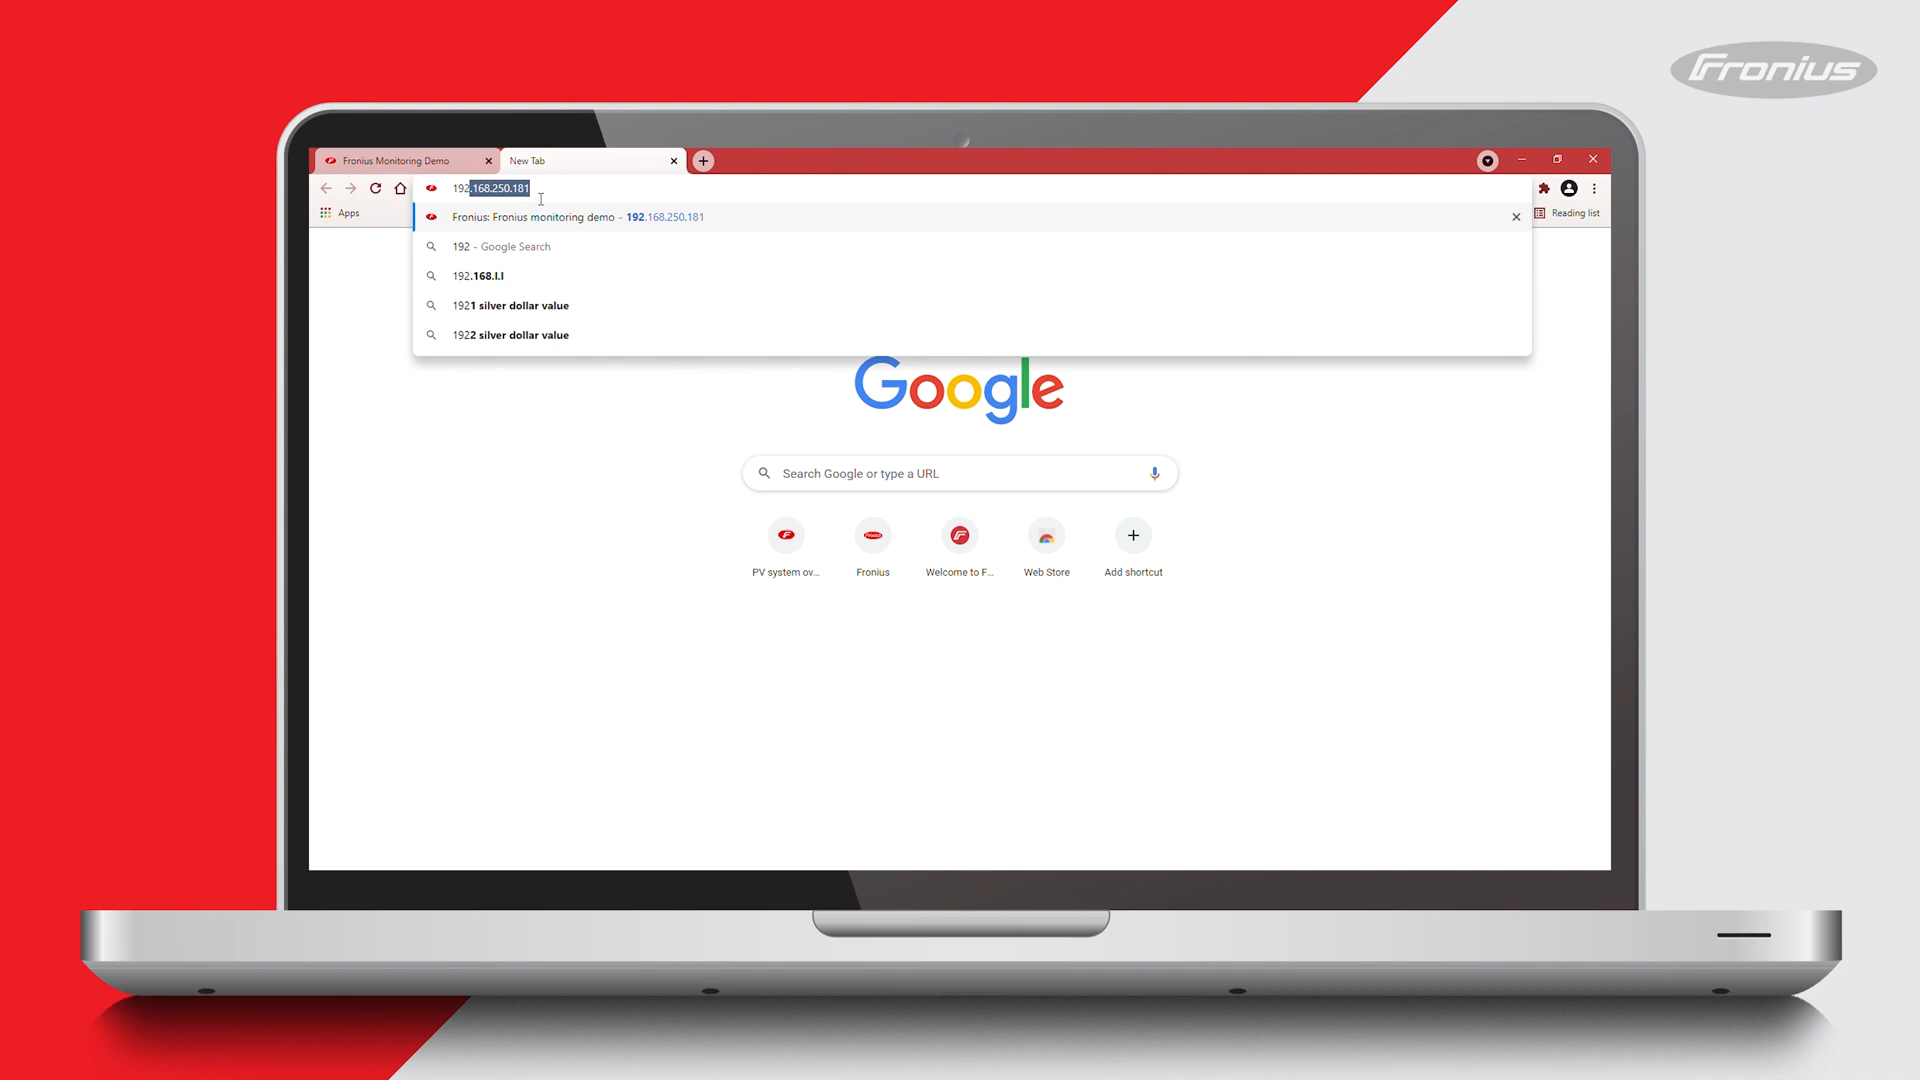 Fronius
Fronius Monitoring Demo
New Tab
192.168.250.181
Apps
Reading list
Fronius: Fronius monitoring demo - 192.168.250.181
192 - Google Search
192.168.l.l
1921 silver dollar value
1922 silver dollar value
Google
Search Google or type a URL
PV system ov...
Fronius
Welcome to F...
Web Store
Add shortcut